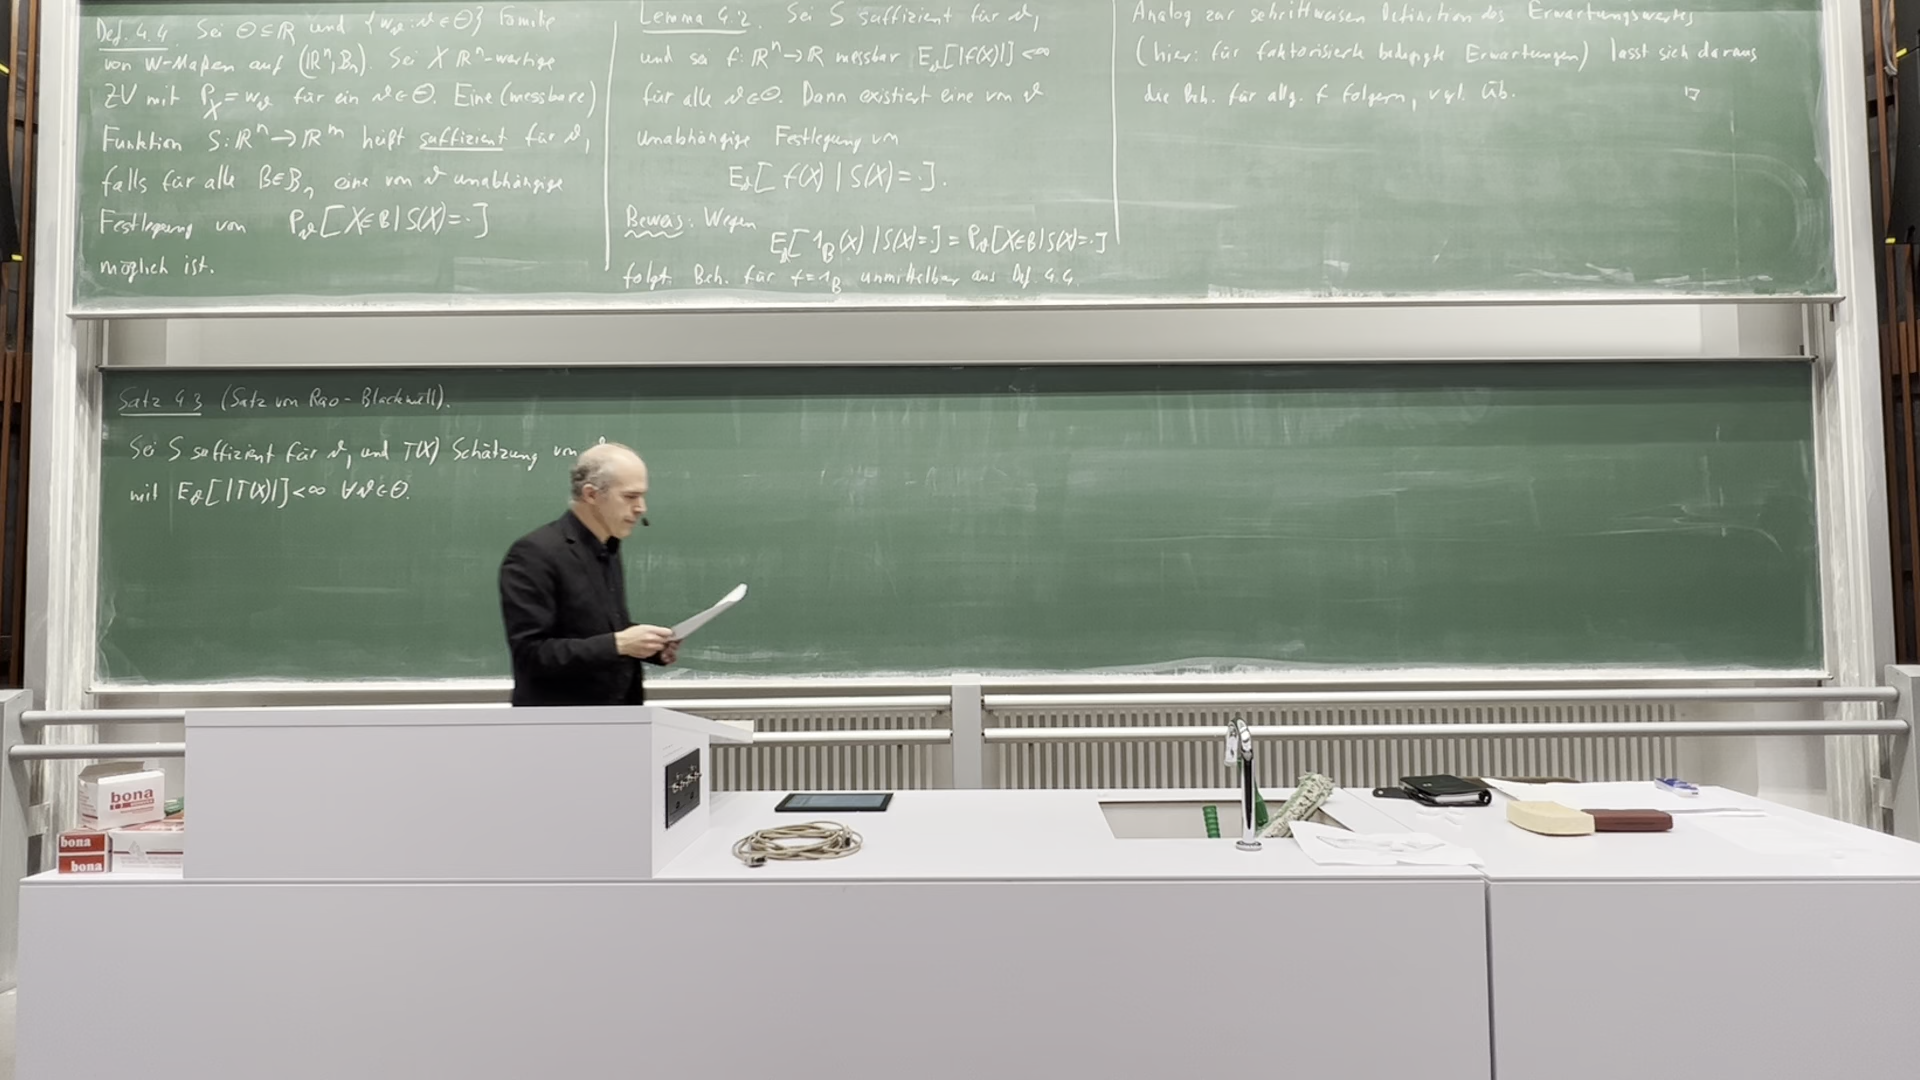 Def. 4.4. Sei Θ⊆ℝ und {w_ϑ : ϑ∈Θ} Familie
von W-Maßen auf (ℝⁿ, B_n). Sei X ℝⁿ-wertige
ZV mit P_X = w_ϑ für ein ϑ∈Θ. Eine (messbare)
Funktion S: ℝⁿ → ℝᵐ heißt suffizient für ϑ,
falls für alle B∈B_n eine von ϑ unabhängige
Festlegung von P_ϑ[X∈B | S(X)=·]
möglich ist.
Lemma 4.2. Sei S suffizient für ϑ,
und sei f: ℝⁿ → ℝ messbar E_ϑ[|f(X)|] < ∞
für alle ϑ∈Θ. Dann existiert eine von ϑ
unabhängige Festlegung von
E_ϑ[f(X) | S(X)=·].
Beweis: Wegen
E_ϑ[1_B(X) | S(X)=·] = P_ϑ[X∈B | S(X)=·]
folgt Beh. für f=1_B unmittelbar aus Def. 4.4.
Analog zur schrittweisen Definition des Erwartungswertes
(hier: für faktorisierte bedingte Erwartungen) lässt sich daraus
die Beh. für allg. f folgern, vgl. Üb. □
Satz 4.3 (Satz von Rao-Blackwell).
Sei S suffizient für ϑ, und T(X) Schätzung von
mit E_ϑ[|T(X)|] < ∞ ∀ϑ∈Θ.
bona
bona
bona